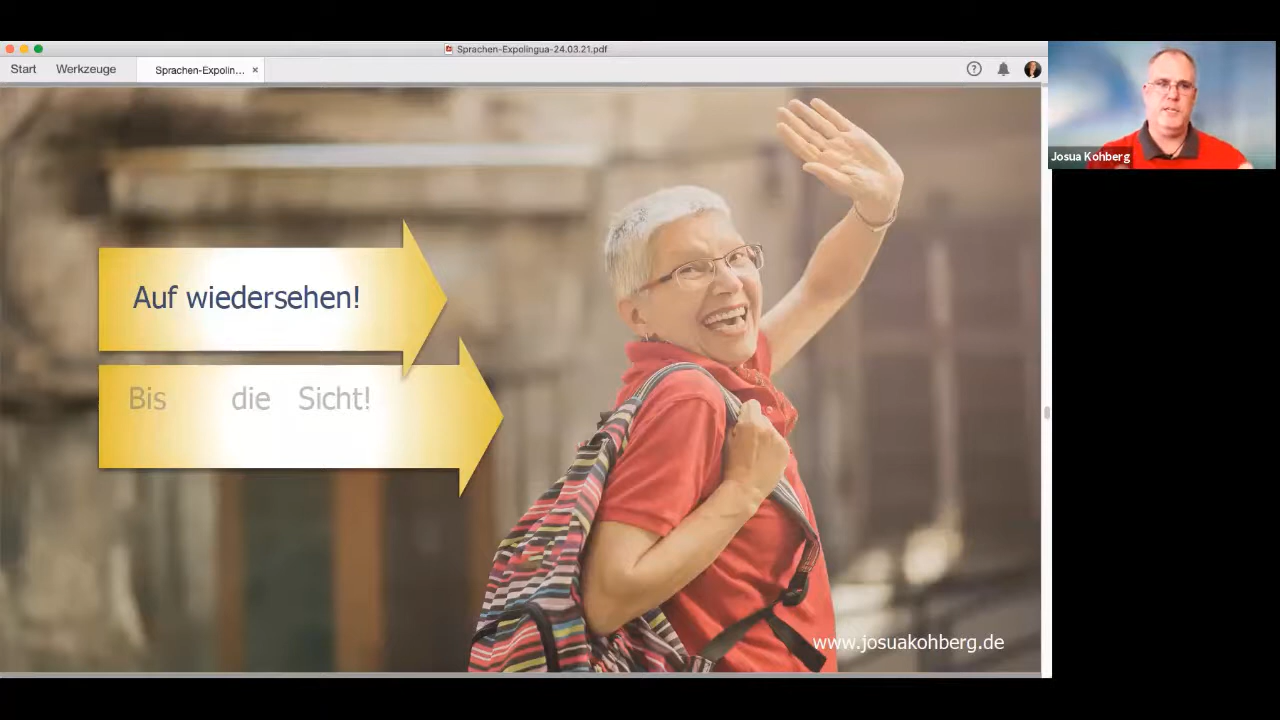 Sprachen-Expolingua-24.03.21.pdf
Start Werkzeuge Sprachen-Expolin... ×
Josua Kohberg
Auf wiedersehen!
Bis die Sicht!
www.josuakohberg.de